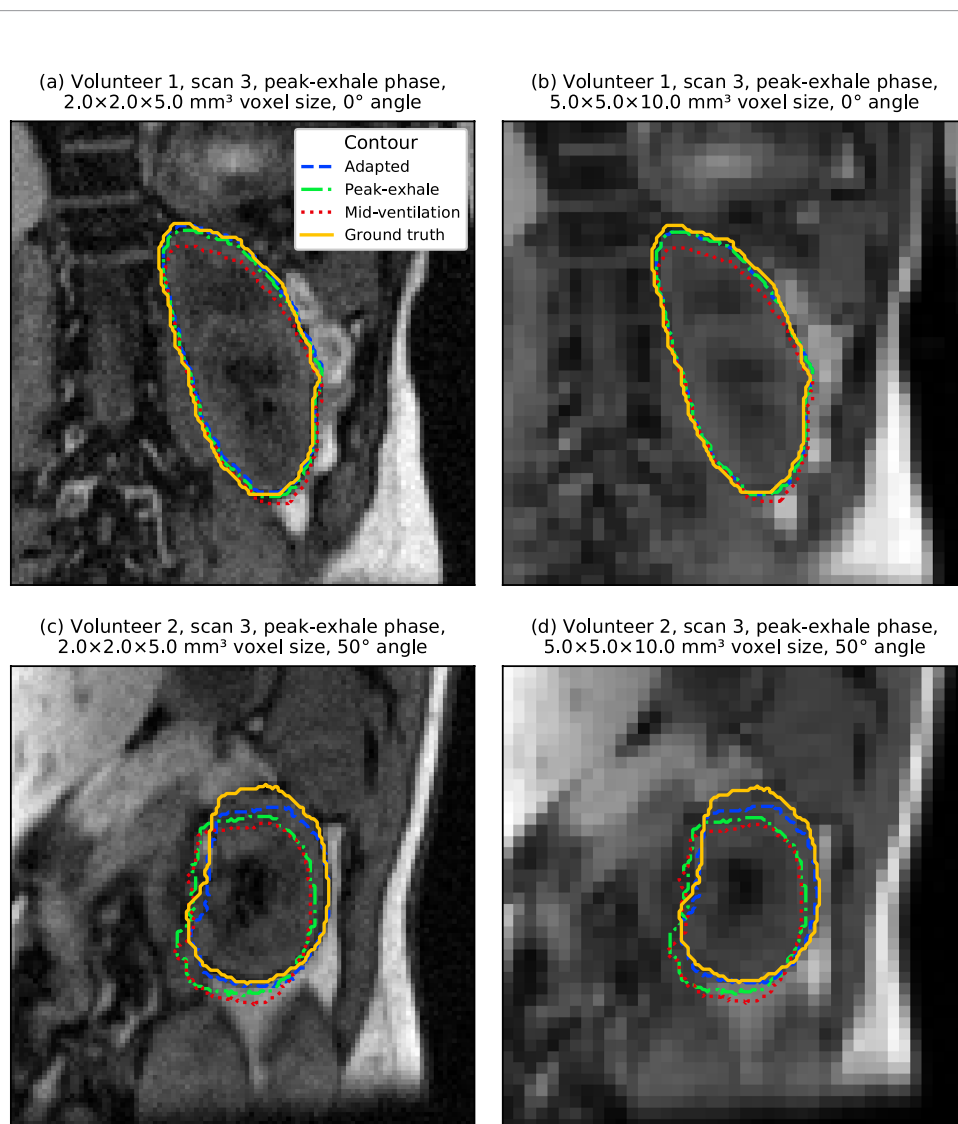 (a) Volunteer 1, scan 3, peak-exhale phase,
2.0×2.0×5.0 mm³ voxel size, 0° angle
(b) Volunteer 1, scan 3, peak-exhale phase,
5.0×5.0×10.0 mm³ voxel size, 0° angle
Contour
Adapted
Peak-exhale
Mid-ventilation
Ground truth
(c) Volunteer 2, scan 3, peak-exhale phase,
2.0×2.0×5.0 mm³ voxel size, 50° angle
(d) Volunteer 2, scan 3, peak-exhale phase,
5.0×5.0×10.0 mm³ voxel size, 50° angle